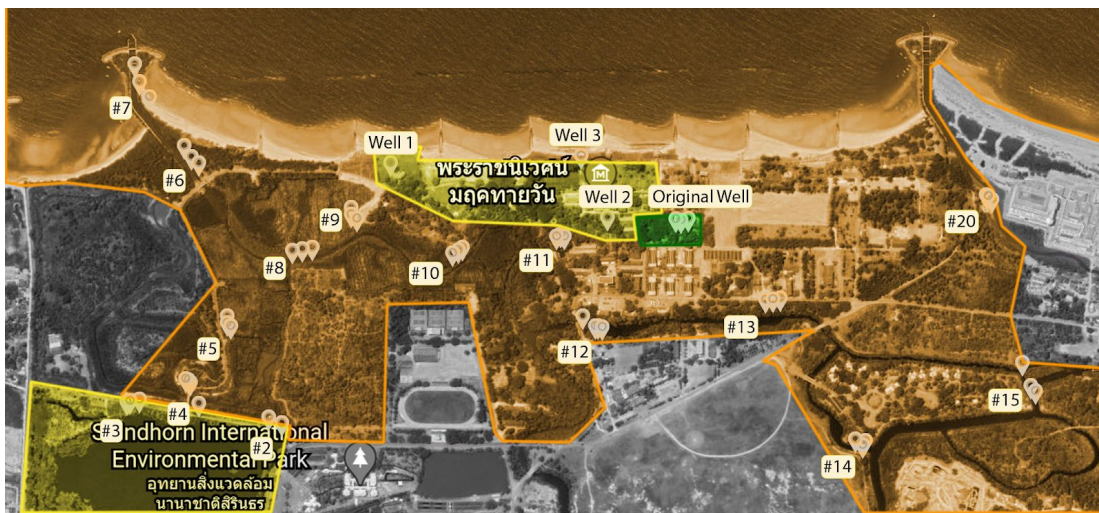 #7
Well 1
Well 3
#6
พระราชนิเวศน์
มฤคทายวัน
Well 2
Original Well
#9
#20
#8
#10
#11
#5
#12
#13
#15
#3
#4
#2
#14
International
Environmental Park
อุทยานสิ่งแวดล้อม
นานาชาติสิรินธร